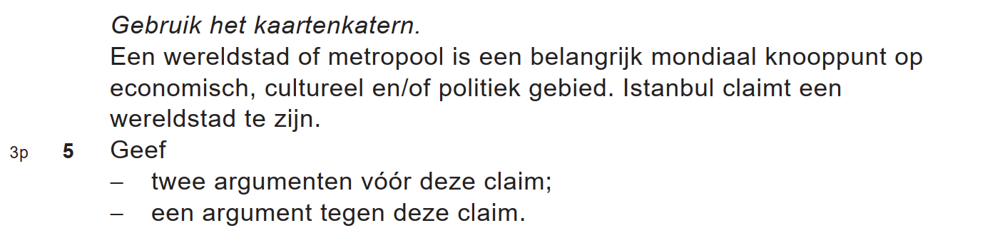 Gebruik het kaartenkatern.
Een wereldstad of metropool is een belangrijk mondiaal knooppunt op
economisch, cultureel en/of politiek gebied. Istanbul claimt een
wereldstad te zijn.
3p 5 Geef
– twee argumenten vóór deze claim;
– een argument tegen deze claim.